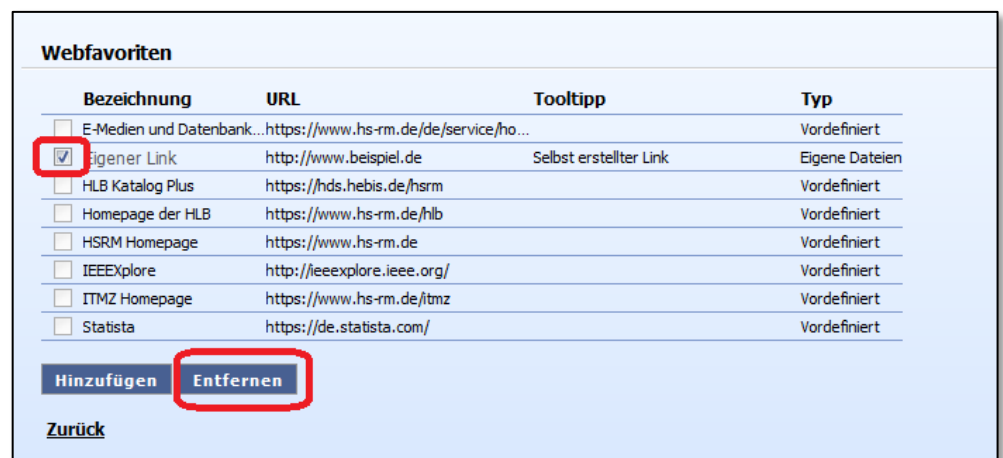 Webfavoriten
Bezeichnung URL Tooltipp Typ
E-Medien und Datenbank... https://www.hs-rm.de/de/service/ho... Vordefiniert
Eigener Link http://www.beispiel.de Selbst erstellter Link Eigene Dateien
HLB Katalog Plus https://hds.hebis.de/hsrm Vordefiniert
Homepage der HLB https://www.hs-rm.de/hlb Vordefiniert
HSRM Homepage https://www.hs-rm.de Vordefiniert
IEEEXplore http://ieeexplore.ieee.org/ Vordefiniert
ITMZ Homepage https://www.hs-rm.de/itmz Vordefiniert
Statista https://de.statista.com/ Vordefiniert
Hinzufügen Entfernen
Zurück